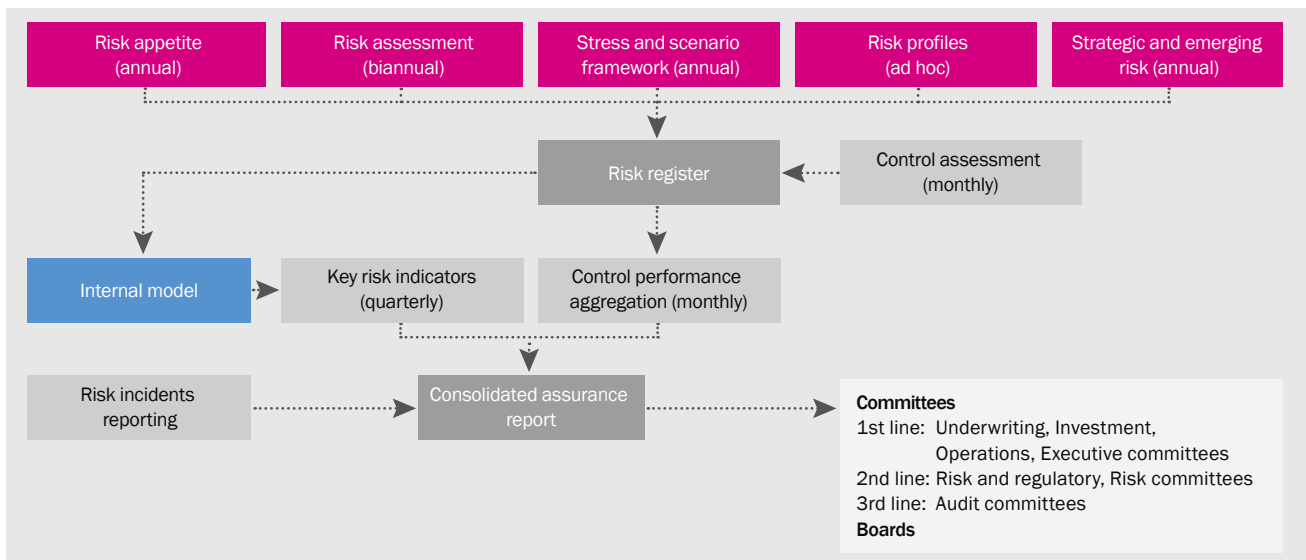 Risk appetite
(annual)
Risk assessment
(biannual)
Stress and scenario
framework (annual)
Risk profiles
(ad hoc)
Strategic and emerging
risk (annual)
Risk register
Control assessment
(monthly)
Internal model
Key risk indicators
(quarterly)
Control performance
aggregation (monthly)
Risk incidents
reporting
Consolidated assurance
report
Committees
1st line: Underwriting, Investment,
Operations, Executive committees
2nd line: Risk and regulatory, Risk committees
3rd line: Audit committees
Boards